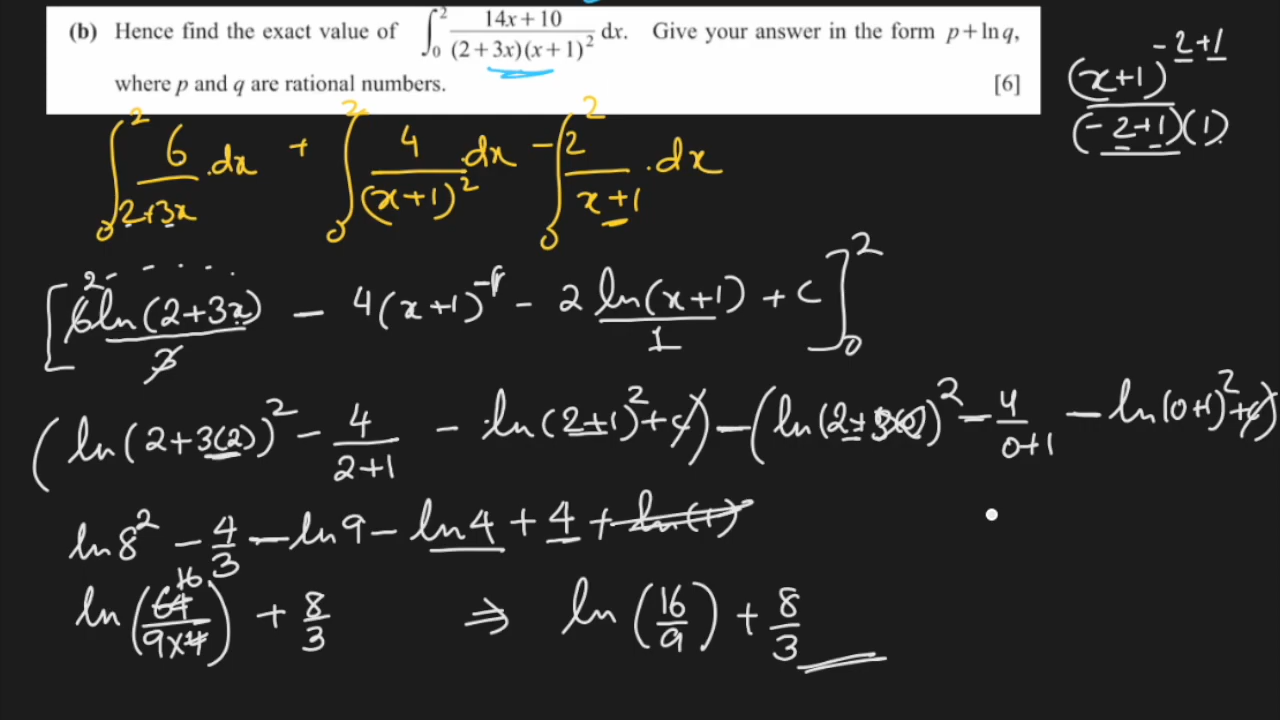 (b) Hence find the exact value of ∫₀² (14x + 10)/((2 + 3x)(x + 1)²) dx. Give your answer in the form p + ln q,
where p and q are rational numbers. [6]
(x+1)^(-2+1) / (-2+1)(1)
∫₀² 6/(2+3x) .dx + ∫₀² 4/(x+1)² .dx - ∫₀² 2/(x+1) .dx
[6 2 ln(2+3x)/3 - 4(x+1)^-1 - 2 ln(x+1)/1 + C]₀²
(ln(2+3(2))² - 4/(2+1) - ln(2+1)² + C) - (ln(2+3(0))² - 4/(0+1) - ln(0+1)² + C)
ln 8² - 4/3 - ln 9 - ln 4 + 4 + ln(1)
ln(64 16/(9x4)) + 8/3 ⇒ ln(16/9) + 8/3